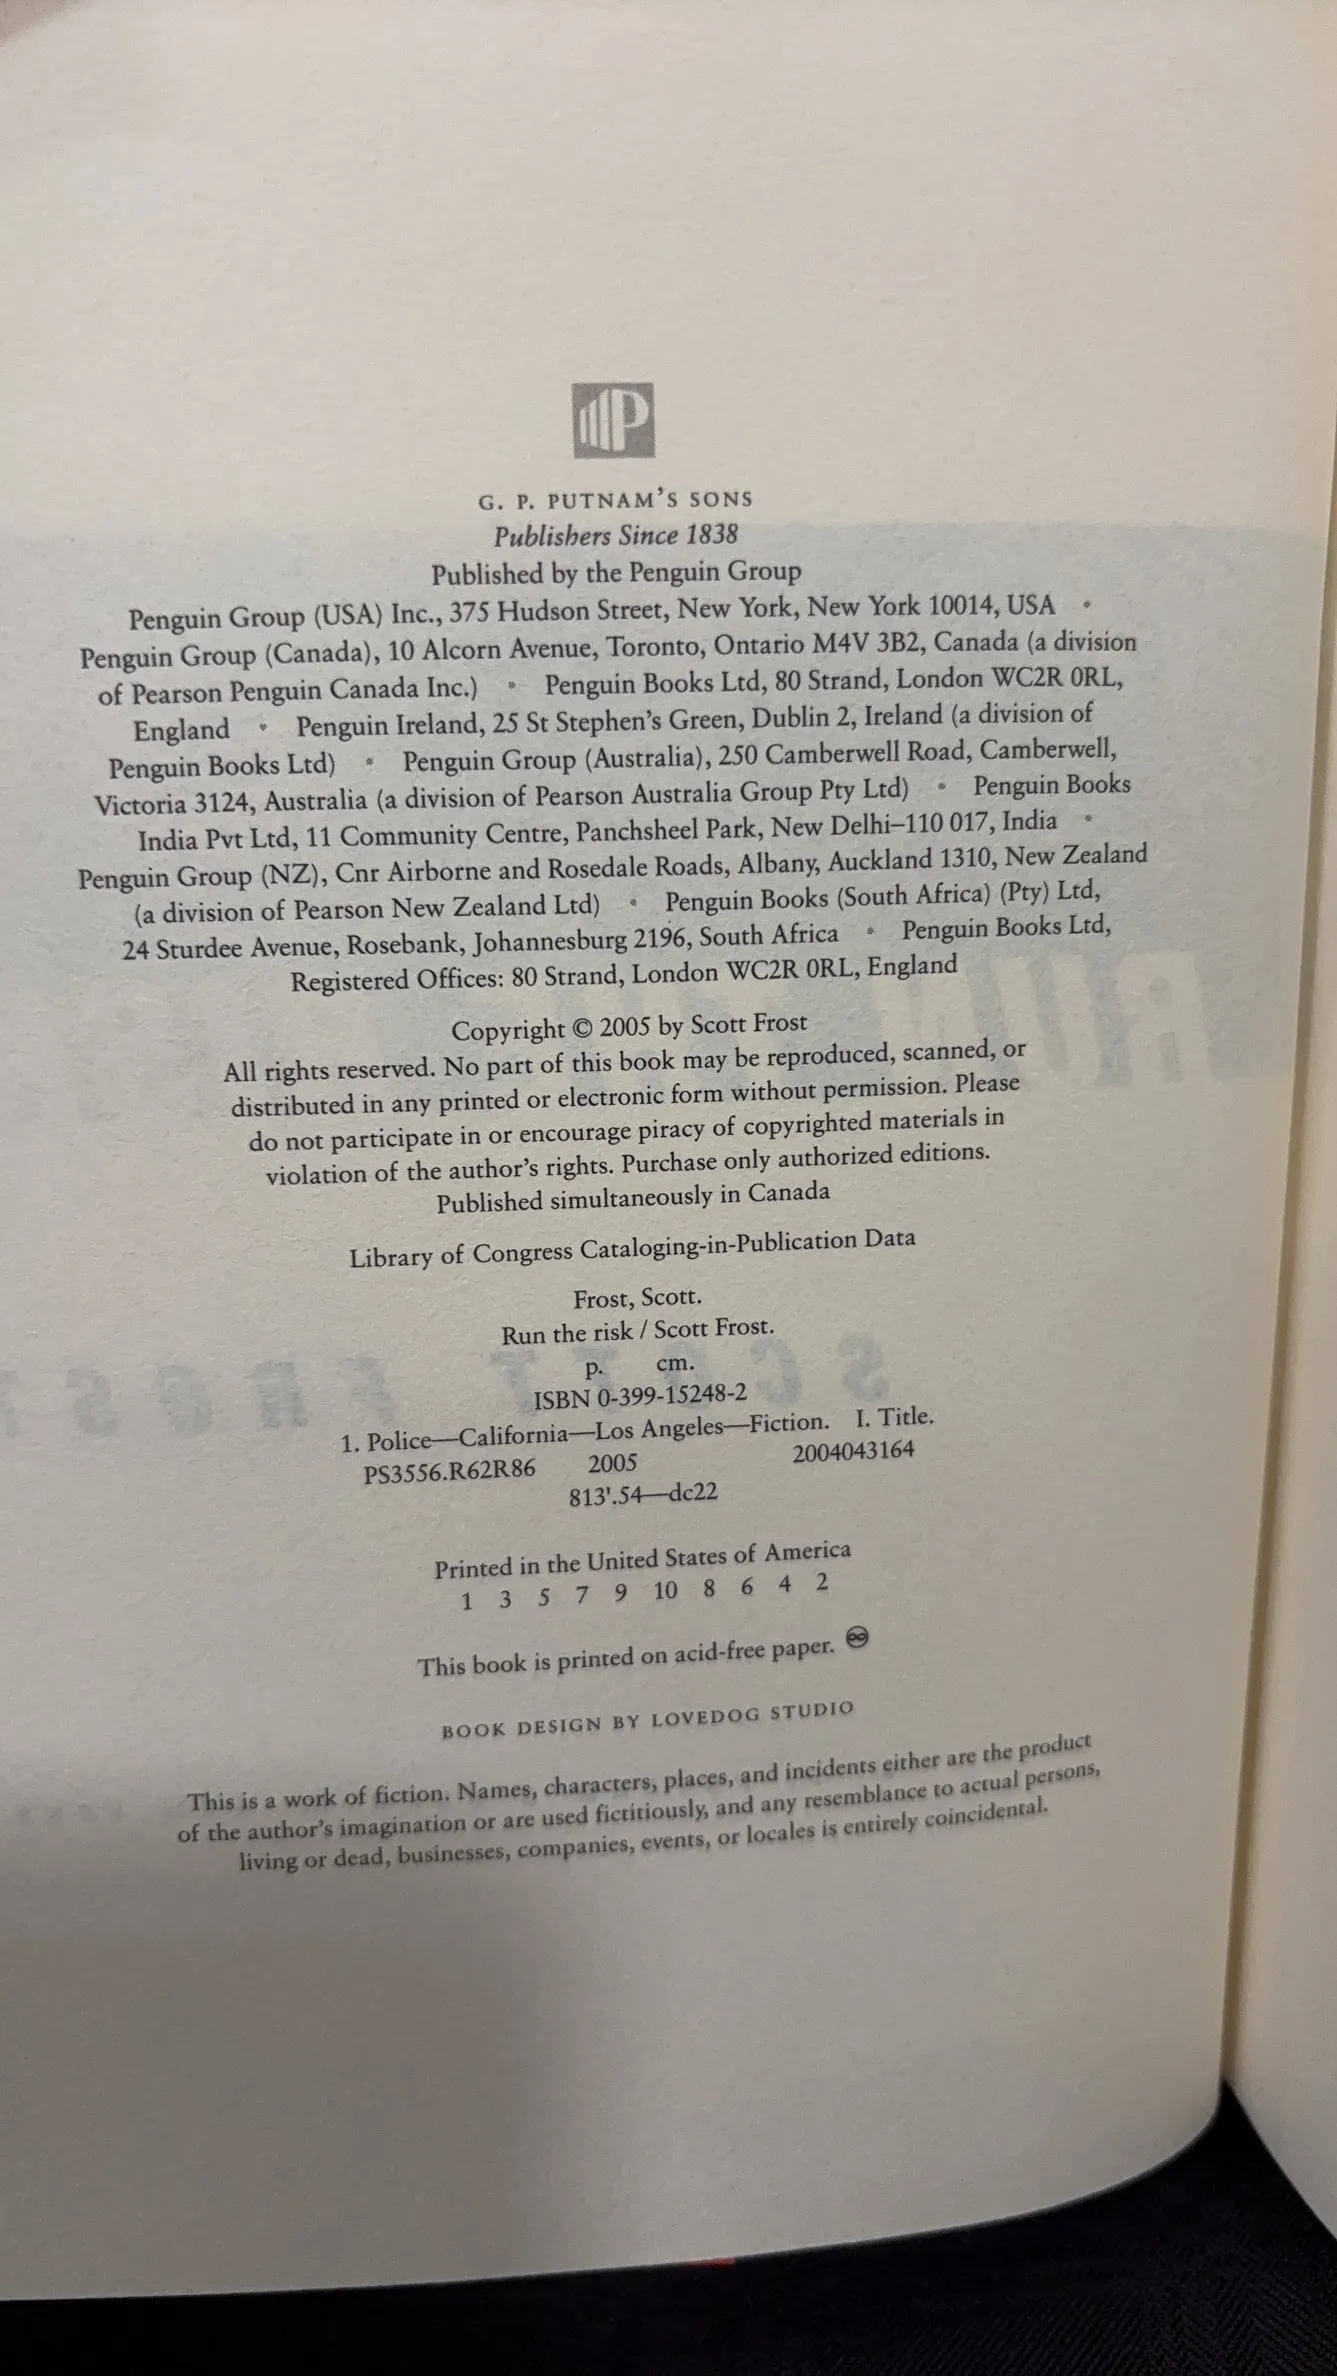 P
G. P. PUTNAM'S SONS
Publishers Since 1838
Published by the Penguin Group
Penguin Group (USA) Inc., 375 Hudson Street, New York, New York 10014, USA •
Penguin Group (Canada), 10 Alcorn Avenue, Toronto, Ontario M4V 3B2, Canada (a division
of Pearson Penguin Canada Inc.) • Penguin Books Ltd, 80 Strand, London WC2R 0RL,
England • Penguin Ireland, 25 St Stephen's Green, Dublin 2, Ireland (a division of
Penguin Books Ltd) • Penguin Group (Australia), 250 Camberwell Road, Camberwell,
Victoria 3124, Australia (a division of Pearson Australia Group Pty Ltd) • Penguin Books
India Pvt Ltd, 11 Community Centre, Panchsheel Park, New Delhi–110 017, India •
Penguin Group (NZ), Cnr Airborne and Rosedale Roads, Albany, Auckland 1310, New Zealand
(a division of Pearson New Zealand Ltd) • Penguin Books (South Africa) (Pty) Ltd,
24 Sturdee Avenue, Rosebank, Johannesburg 2196, South Africa • Penguin Books Ltd,
Registered Offices: 80 Strand, London WC2R 0RL, England
Copyright © 2005 by Scott Frost
All rights reserved. No part of this book may be reproduced, scanned, or
distributed in any printed or electronic form without permission. Please
do not participate in or encourage piracy of copyrighted materials in
violation of the author's rights. Purchase only authorized editions.
Published simultaneously in Canada
Library of Congress Cataloging-in-Publication Data
Frost, Scott.
Run the risk / Scott Frost.
p. cm.
ISBN 0-399-15248-2
1. Police—California—Los Angeles—Fiction. I. Title.
PS3556.R62R86 2005 2004043164
813'.54—dc22
Printed in the United States of America
1 3 5 7 9 10 8 6 4 2
This book is printed on acid-free paper. ♾
BOOK DESIGN BY LOVEDOG STUDIO
This is a work of fiction. Names, characters, places, and incidents either are the product
of the author's imagination or are used fictitiously, and any resemblance to actual persons,
living or dead, businesses, companies, events, or locales is entirely coincidental.